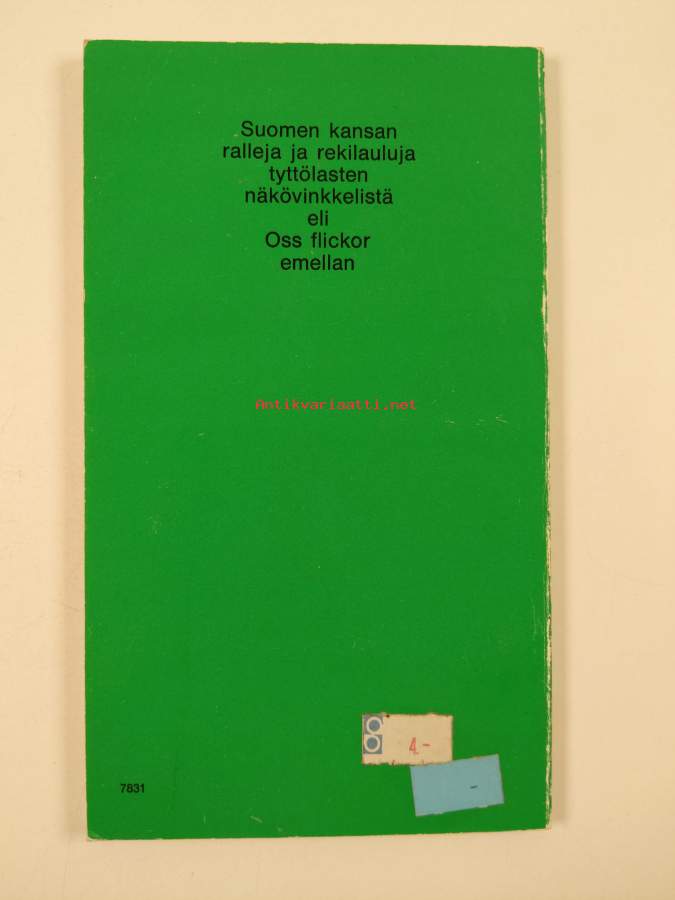 Suomen kansan
ralleja ja rekilauluja
tyttölasten
näkövinkkelistä
eli
Oss flickor
emellan
Antikvariaatti.net
4.-
-
7831